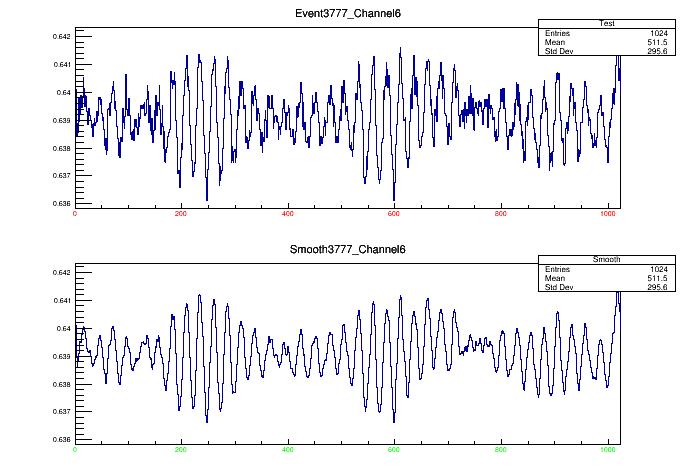 Event3777_Channel6
Test
Entries 1024
Mean 511.5
Std Dev 295.6
0.642
0.641
0.64
0.639
0.638
0.637
0.636
0 200 400 600 800 1000
Smooth3777_Channel6
Smooth
Entries 1024
Mean 511.5
Std Dev 295.6
0.642
0.641
0.64
0.639
0.638
0.637
0.636
0 200 400 600 800 1000